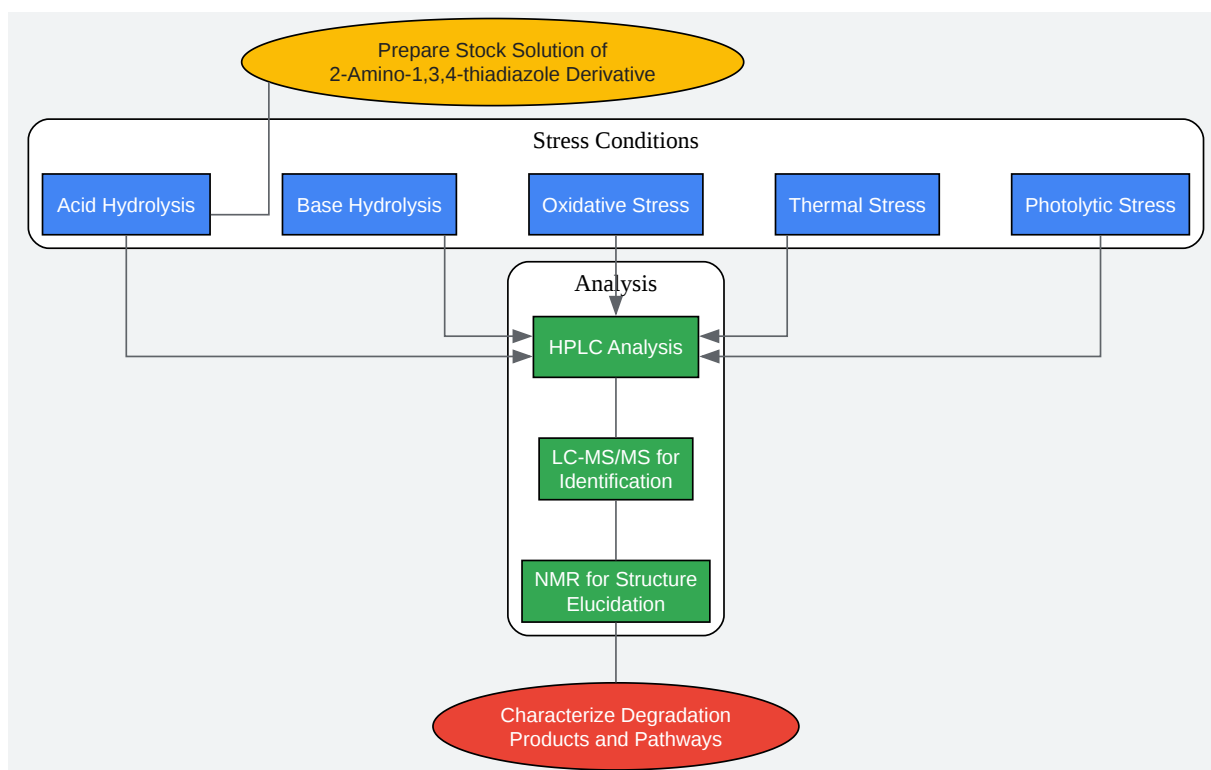 Prepare Stock Solution of
2-Amino-1,3,4-thiadiazole Derivative
Stress Conditions
Acid Hydrolysis
Base Hydrolysis
Oxidative Stress
Thermal Stress
Photolytic Stress
Analysis
HPLC Analysis
LC-MS/MS for
Identification
NMR for Structure
Elucidation
Characterize Degradation
Products and Pathways